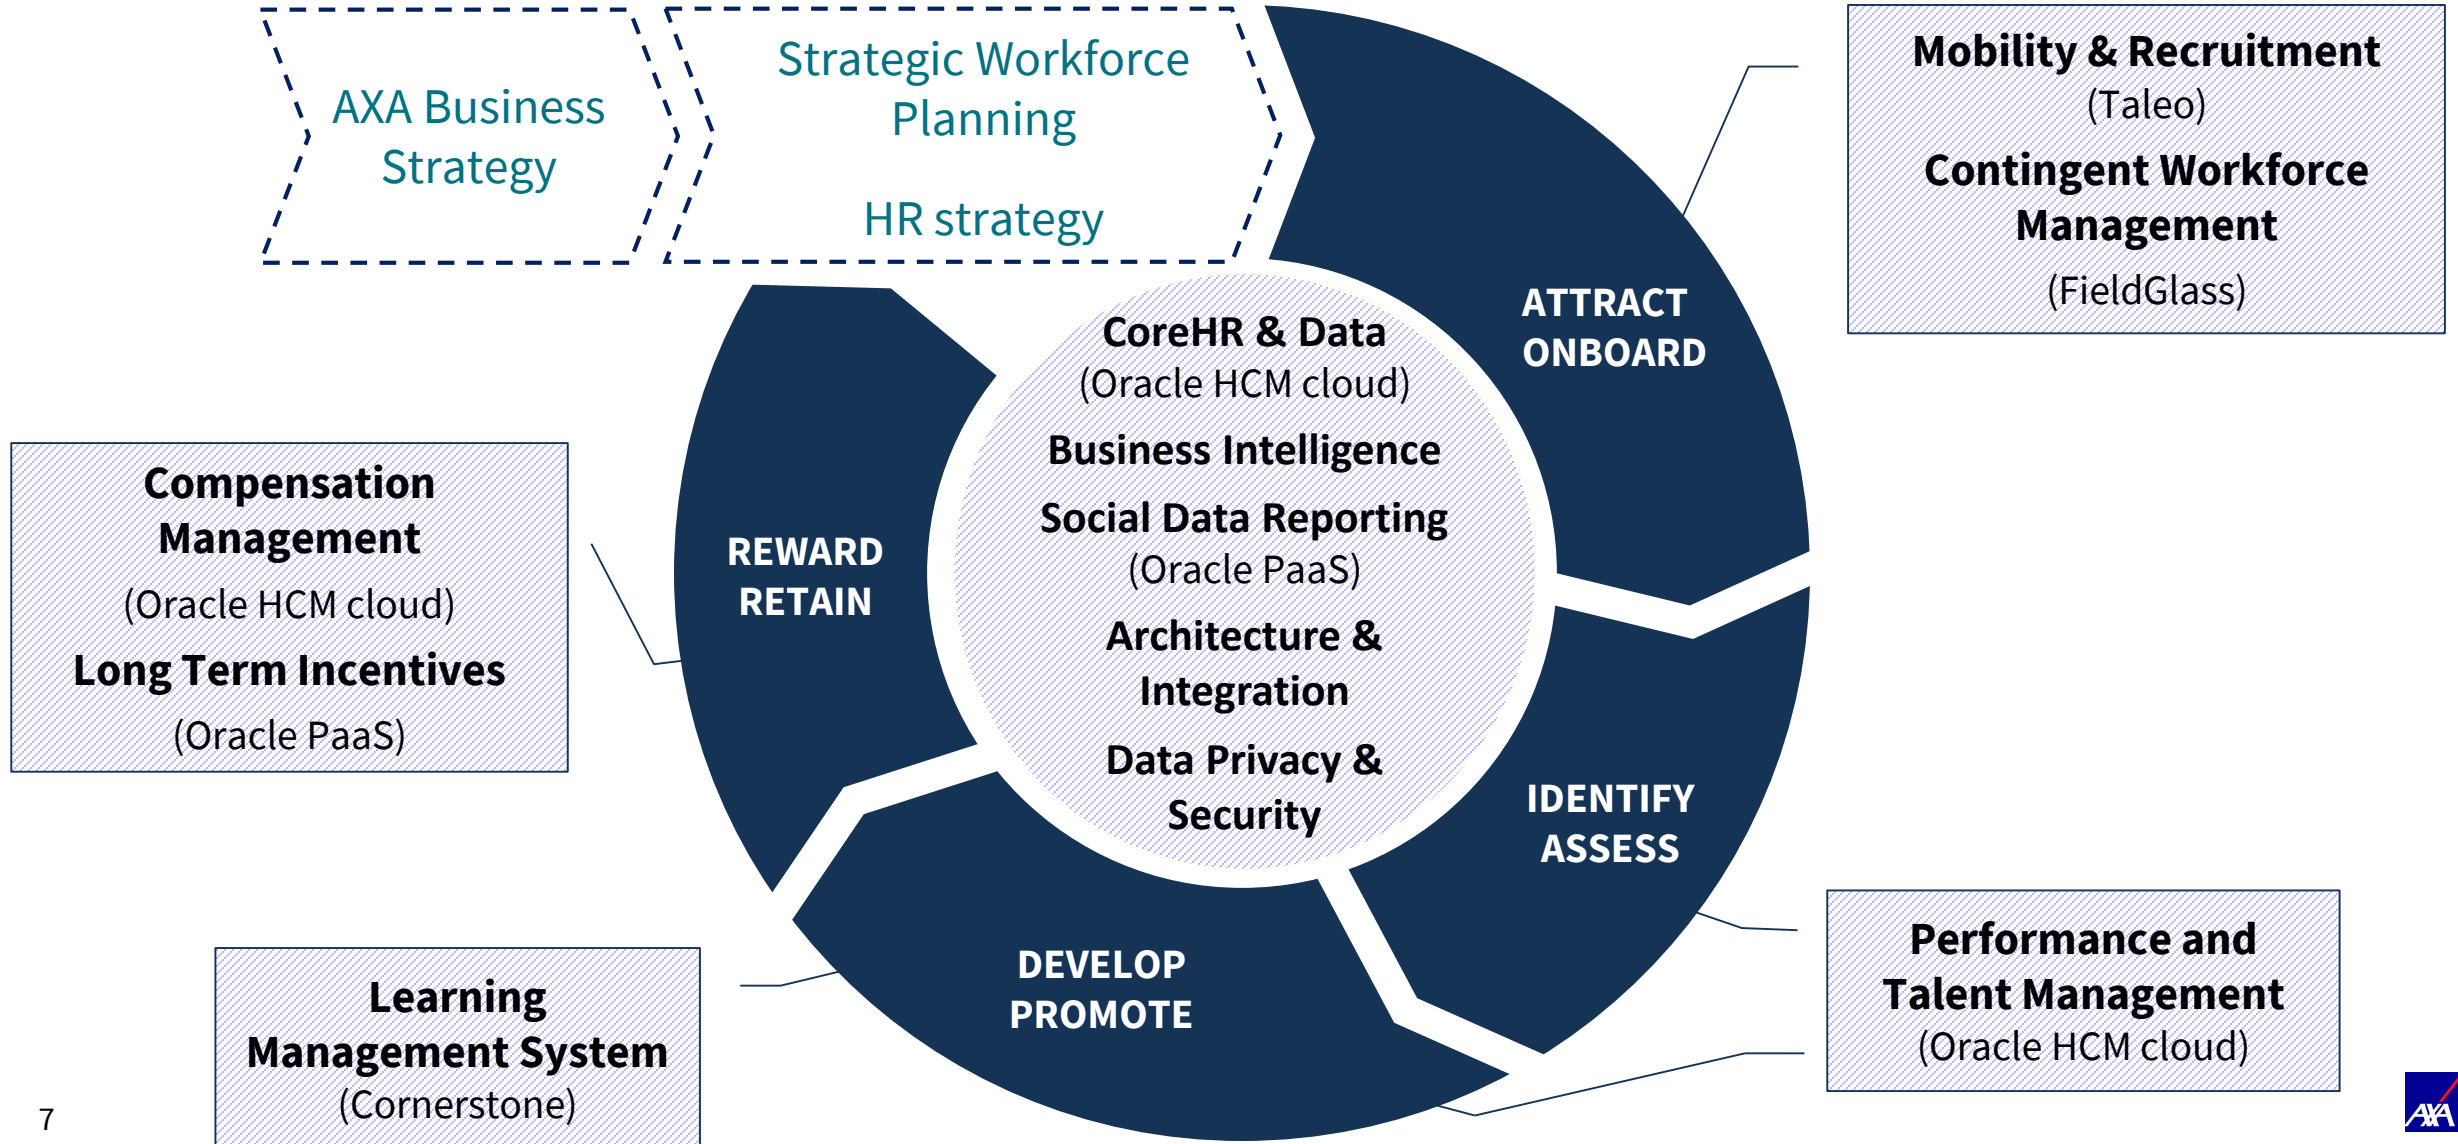 AXA Business
Strategy
Strategic Workforce
Planning
HR strategy
Mobility & Recruitment
(Taleo)
Contingent Workforce
Management
(FieldGlass)
ATTRACT
ONBOARD
CoreHR & Data
(Oracle HCM cloud)
Business Intelligence
Social Data Reporting
(Oracle PaaS)
Architecture &
Integration
Data Privacy &
Security
Compensation
Management
(Oracle HCM cloud)
Long Term Incentives
(Oracle PaaS)
REWARD
RETAIN
IDENTIFY
ASSESS
DEVELOP
PROMOTE
Performance and
Talent Management
(Oracle HCM cloud)
Learning
Management System
(Cornerstone)
7
AXA